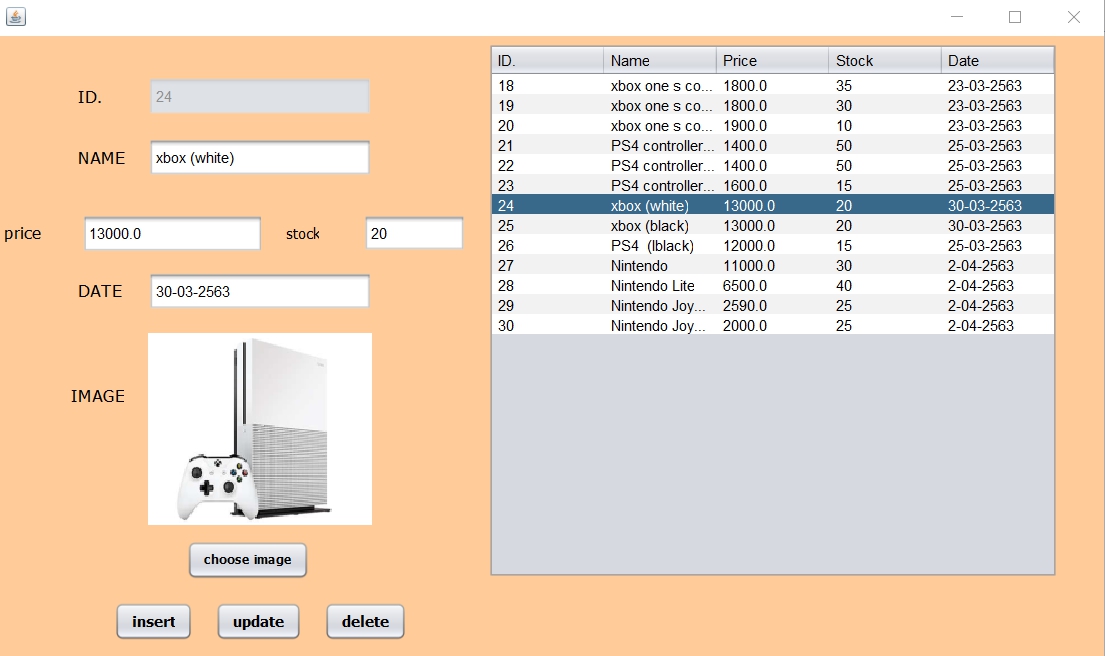 ID. 24
NAME xbox (white)
price 13000.0 stock 20
DATE 30-03-2563
IMAGE
choose image
insert update delete
ID. Name Price Stock Date
18 xbox one s co... 1800.0 35 23-03-2563
19 xbox one s co... 1800.0 30 23-03-2563
20 xbox one s co... 1900.0 10 23-03-2563
21 PS4 controller... 1400.0 50 25-03-2563
22 PS4 controller... 1400.0 50 25-03-2563
23 PS4 controller... 1600.0 15 25-03-2563
24 xbox (white) 13000.0 20 30-03-2563
25 xbox (black) 13000.0 20 30-03-2563
26 PS4  (lblack) 12000.0 15 25-03-2563
27 Nintendo 11000.0 30 2-04-2563
28 Nintendo Lite 6500.0 40 2-04-2563
29 Nintendo Joy... 2590.0 25 2-04-2563
30 Nintendo Joy... 2000.0 25 2-04-2563